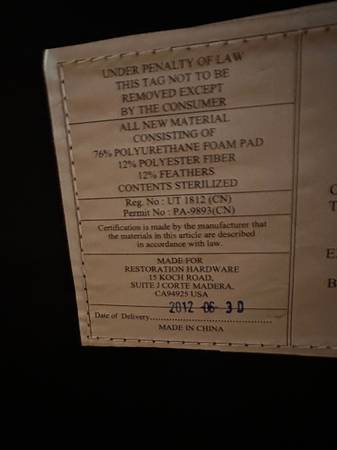 UNDER PENALTY OF LAW
THIS TAG NOT TO BE
REMOVED EXCEPT
BY THE CONSUMER
ALL NEW MATERIAL
CONSISTING OF
76% POLYURETHANE FOAM PAD
12% POLYESTER FIBER
12% FEATHERS
CONTENTS STERILIZED
Reg. No : UT 1812 (CN)
Permit No : PA-9893(CN)
Certification is made by the manufacturer that
the materials in this article are described
in accordance with law.
MADE FOR
RESTORATION HARDWARE
15 KOCH ROAD,
SUITE J CORTE MADERA,
CA94925 USA
2012 06 30
Date of Delivery
MADE IN CHINA